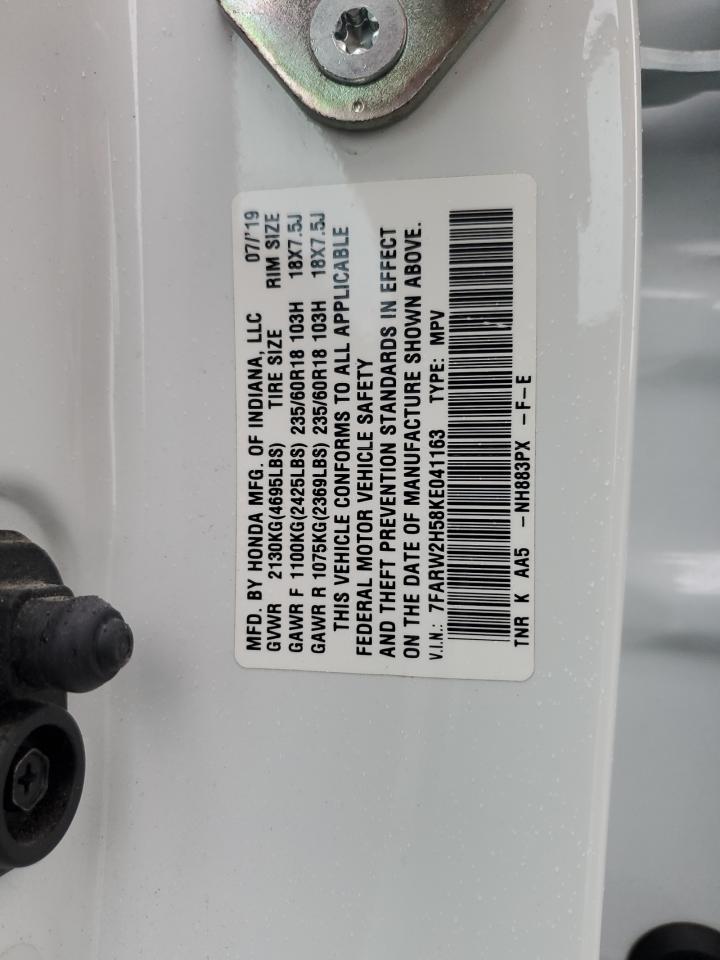 MFD. BY HONDA MFG. OF INDIANA, LLC 07/'19
GVWR 2130KG(4695LBS) TIRE SIZE RIM SIZE
GAWR F 1100KG(2425LBS) 235/60R18 103H 18X7.5J
GAWR R 1075KG(2369LBS) 235/60R18 103H 18X7.5J
THIS VEHICLE CONFORMS TO ALL APPLICABLE
FEDERAL MOTOR VEHICLE SAFETY
AND THEFT PREVENTION STANDARDS IN EFFECT
ON THE DATE OF MANUFACTURE SHOWN ABOVE.
V.I.N.: 7FARW2H58KE041163 TYPE: MPV
TNR K AA5 -NH883PX -F-E